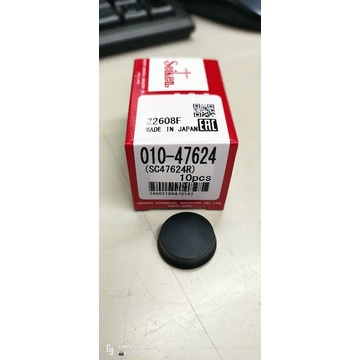 Seiken
22608F
MADE IN JAPAN
EAC
010-47624
(SC47624R)
10pcs